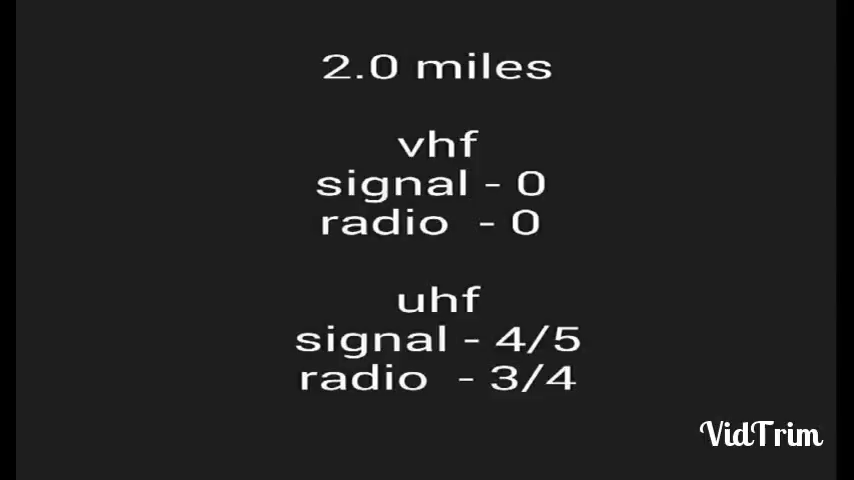 2.0 miles
vhf
signal - 0
radio - 0
uhf
signal - 4/5
radio - 3/4
VidTrim